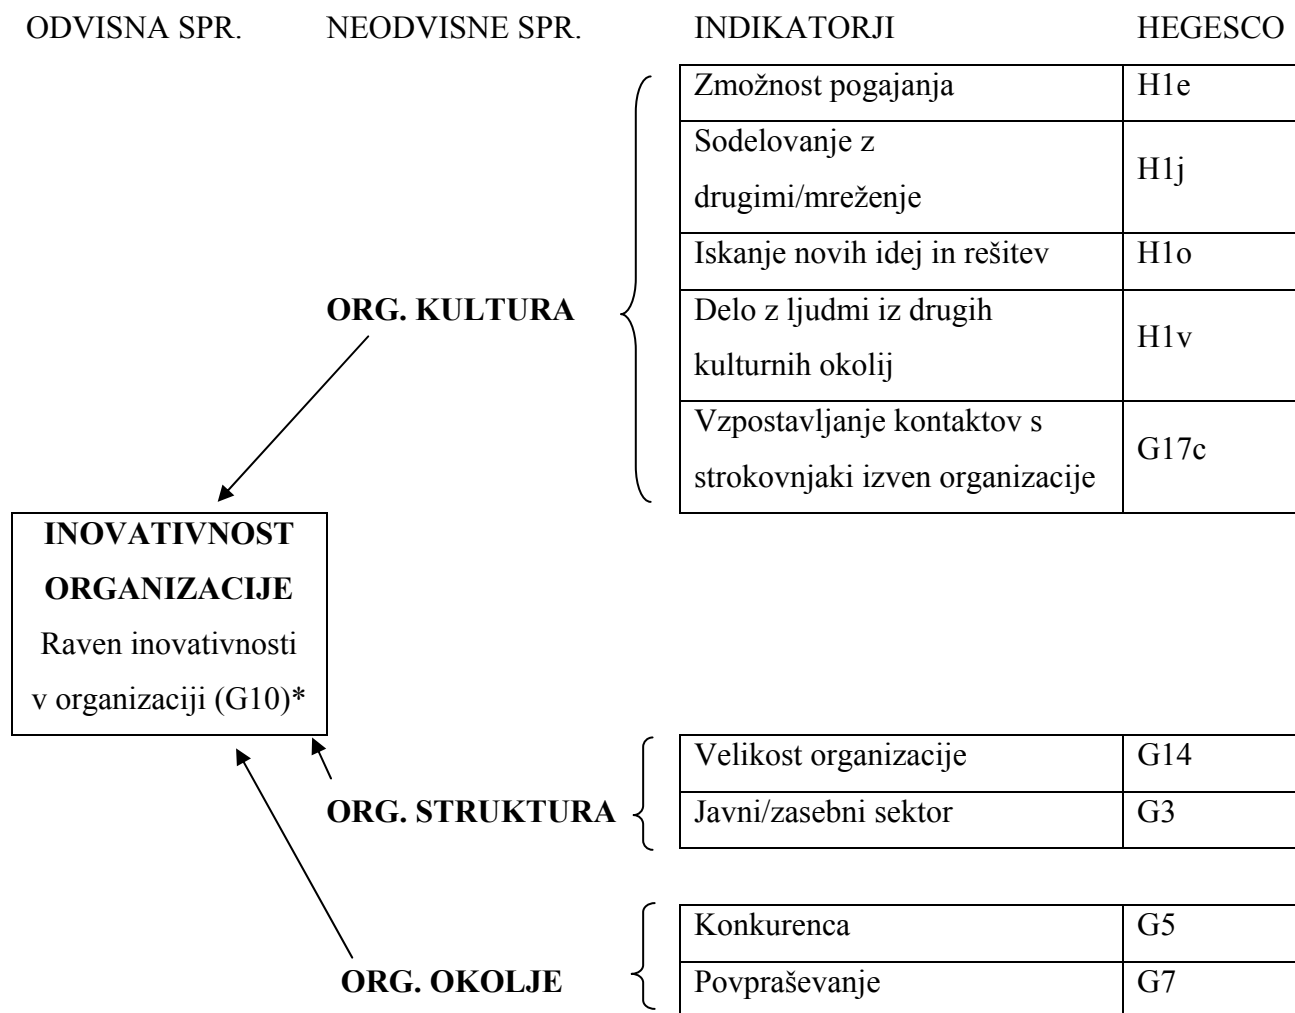 ODVISNA SPR. NEODVISNE SPR. INDIKATORJI HEGESCO
Zmožnost pogajanja H1e
Sodelovanje z
drugimi/mreženje
H1j
Iskanje novih idej in rešitev H1o
ORG. KULTURA
Delo z ljudmi iz drugih
kulturnih okolij
H1v
Vzpostavljanje kontaktov s
strokovnjaki izven organizacije
G17c
INOVATIVNOST
ORGANIZACIJE
Raven inovativnosti
v organizaciji (G10)*
Velikost organizacije G14
ORG. STRUKTURA Javni/zasebni sektor G3
Konkurenca G5
ORG. OKOLJE Povpraševanje G7